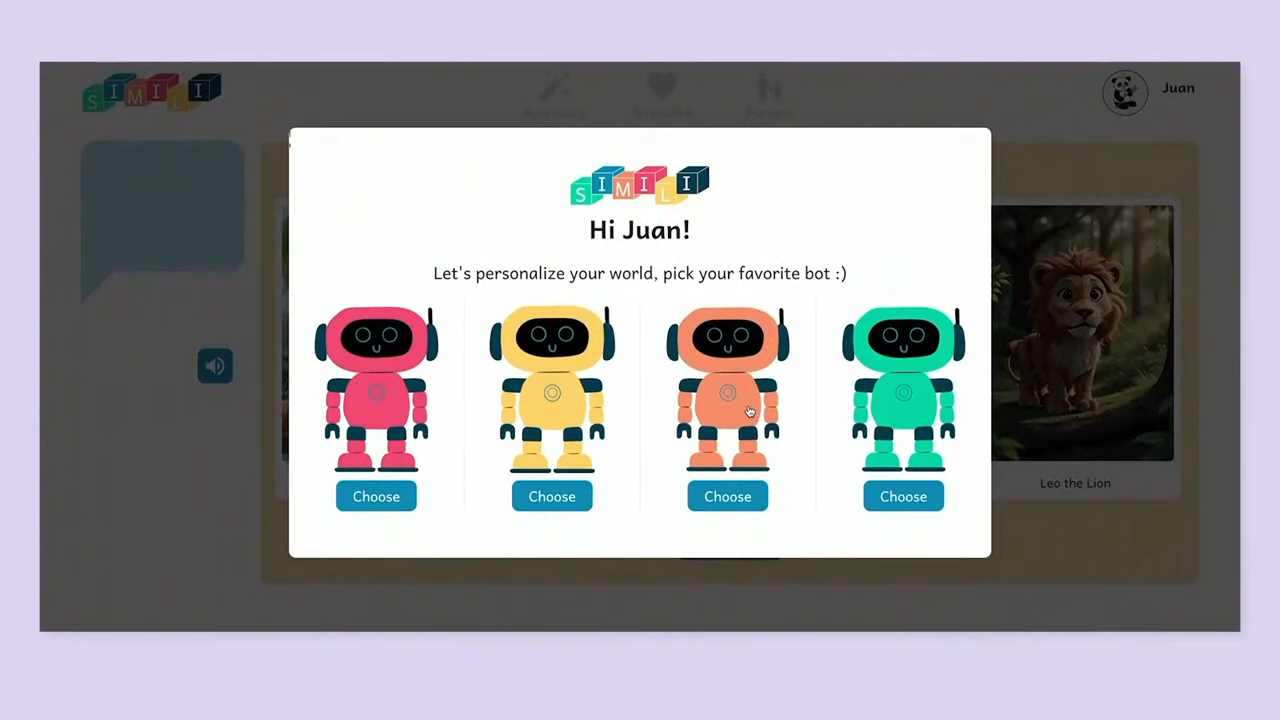 SIMILI
Juan
SIMILI
Hi Juan!
Let's personalize your world, pick your favorite bot :)
Choose
Choose
Choose
Choose
Leo the Lion